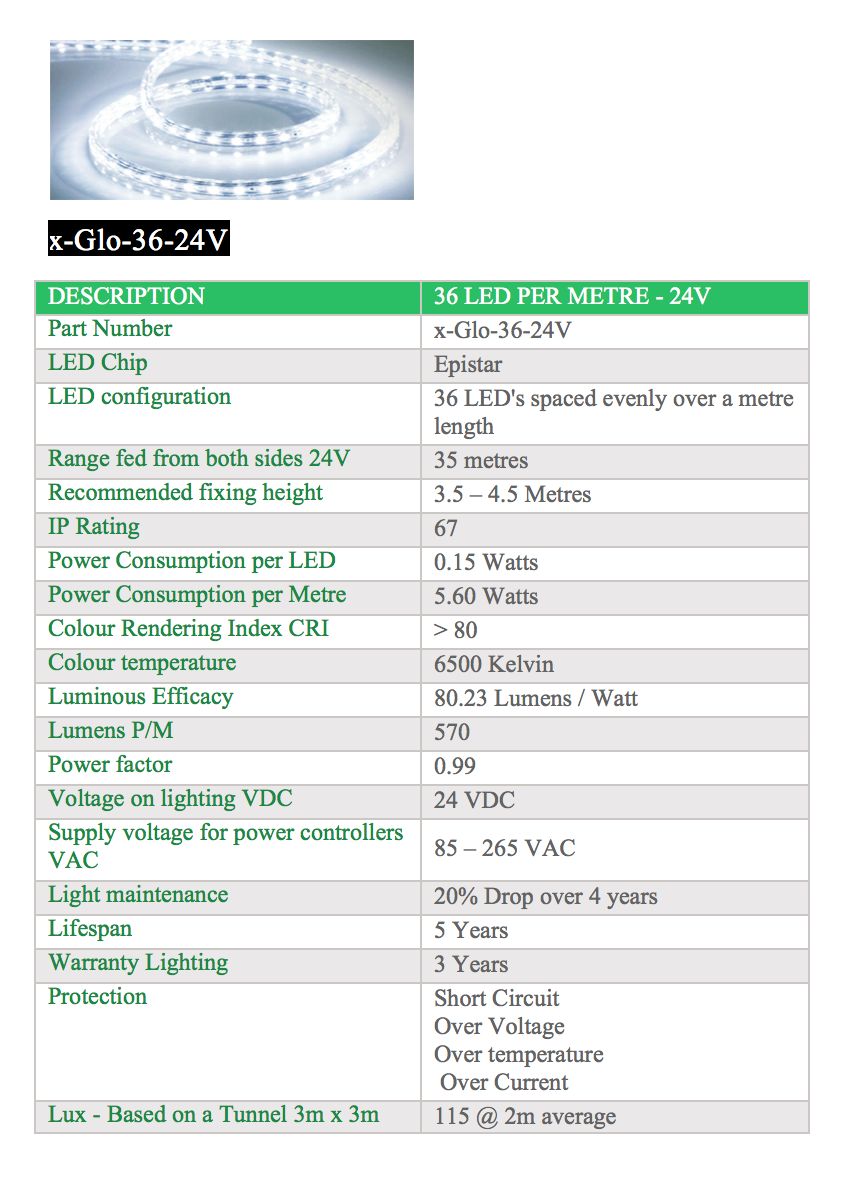 x-Glo-36-24V
DESCRIPTION
36 LED PER METRE - 24V
Part Number
x-Glo-36-24V
LED Chip
Epistar
LED configuration
36 LED's spaced evenly over a metre
length
Range fed from both sides 24V
35 metres
Recommended fixing height
3.5 – 4.5 Metres
IP Rating
67
Power Consumption per LED
0.15 Watts
Power Consumption per Metre
5.60 Watts
Colour Rendering Index CRI
> 80
Colour temperature
6500 Kelvin
Luminous Efficacy
80.23 Lumens / Watt
Lumens P/M
570
Power factor
0.99
Voltage on lighting VDC
24 VDC
Supply voltage for power controllers
VAC
85 – 265 VAC
Light maintenance
20% Drop over 4 years
Lifespan
5 Years
Warranty Lighting
3 Years
Protection
Short Circuit
Over Voltage
Over temperature
Over Current
Lux - Based on a Tunnel 3m x 3m
115 @ 2m average